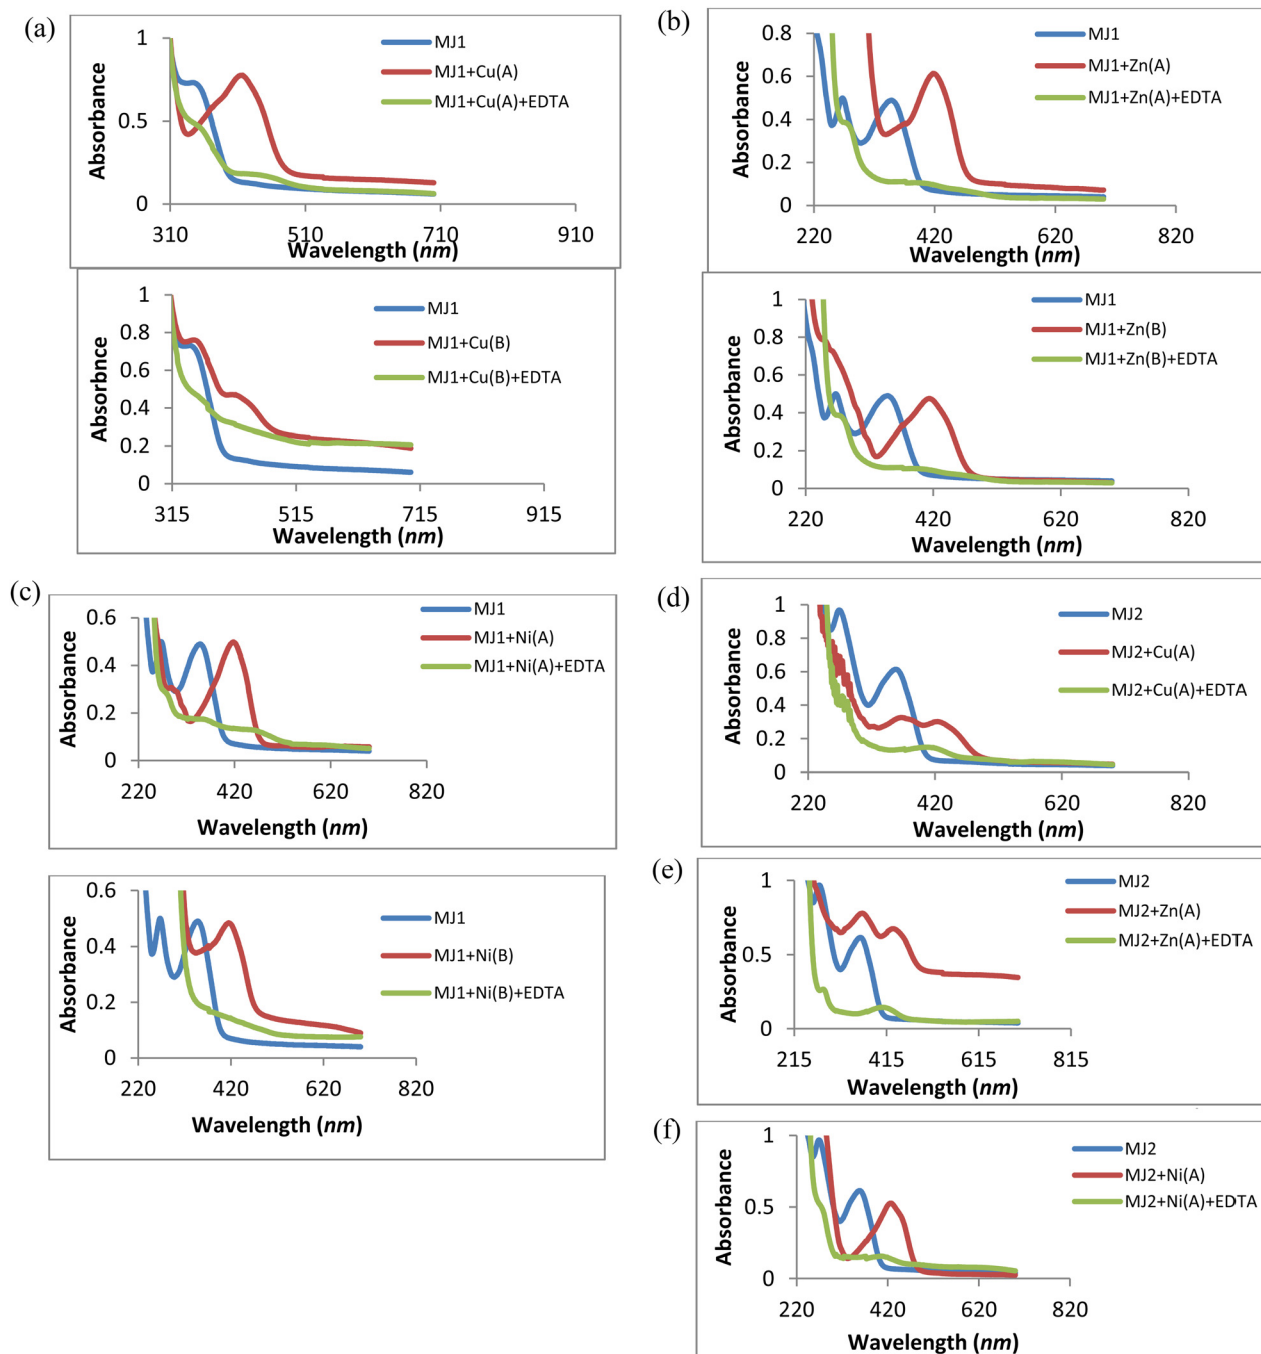 (a)
Absorbance
1
0.5
0
310
510
710
910
Wavelength (nm)
MJ1
MJ1+Cu(A)
MJ1+Cu(A)+EDTA
Absorbnce
1
0.8
0.6
0.4
0.2
0
315
515
715
915
Wavelength (nm)
MJ1
MJ1+Cu(B)
MJ1+Cu(B)+EDTA
(b)
Absorbance
0.8
0.6
0.4
0.2
0
220
420
620
820
Wavelength (nm)
MJ1
MJ1+Zn(A)
MJ1+Zn(A)+EDTA
Absorbance
1
0.8
0.6
0.4
0.2
0
220
420
620
820
Wavelength (nm)
MJ1
MJ1+Zn(B)
MJ1+Zn(B)+EDTA
(c)
Absorbance
0.6
0.4
0.2
0
220
420
620
820
Wavelength (nm)
MJ1
MJ1+Ni(A)
MJ1+Ni(A)+EDTA
Absorbance
0.6
0.4
0.2
0
220
420
620
820
Wavelength (nm)
MJ1
MJ1+Ni(B)
MJ1+Ni(B)+EDTA
(d)
Absorbance
1
0.8
0.6
0.4
0.2
0
220
420
620
820
Wavelength (nm)
MJ2
MJ2+Cu(A)
MJ2+Cu(A)+EDTA
(e)
Absorbance
1
0.5
0
215
415
615
815
Wavelength (nm)
MJ2
MJ2+Zn(A)
MJ2+Zn(A)+EDTA
(f)
Absorbance
1
0.5
0
220
420
620
820
Wavelength (nm)
MJ2
MJ2+Ni(A)
MJ2+Ni(A)+EDTA